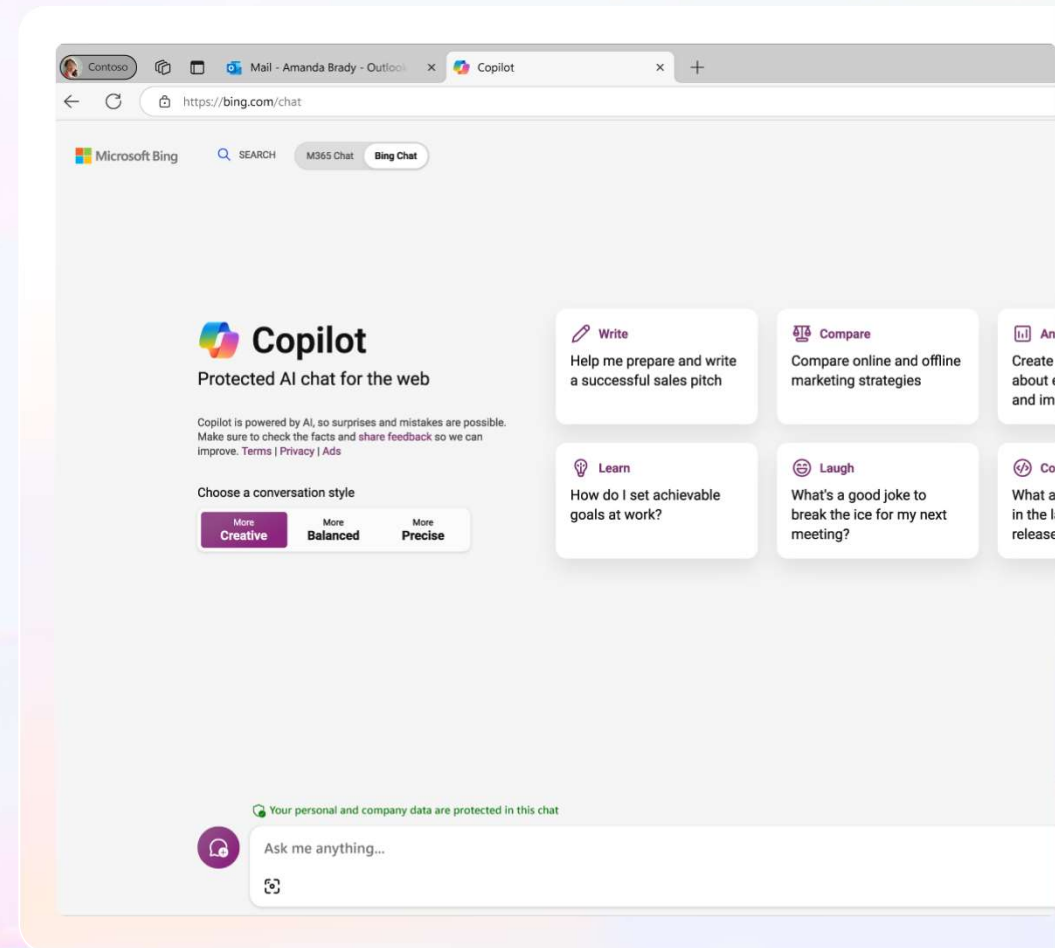 Contoso
Mail - Amanda Brady - Outlook
Copilot
https://bing.com/chat
Microsoft Bing
SEARCH
M365 Chat
Bing Chat
Copilot
Protected AI chat for the web
Copilot is powered by AI, so surprises and mistakes are possible.
Make sure to check the facts and share feedback so we can
improve. Terms | Privacy | Ads
Choose a conversation style
More
Creative
More
Balanced
More
Precise
Write
Help me prepare and write
a successful sales pitch
Compare
Compare online and offline
marketing strategies
Create
about
and
Learn
How do I set achievable
goals at work?
Laugh
What's a good joke to
break the ice for my next
meeting?
What
in the
Your personal and company data are protected in this chat
Ask me anything...